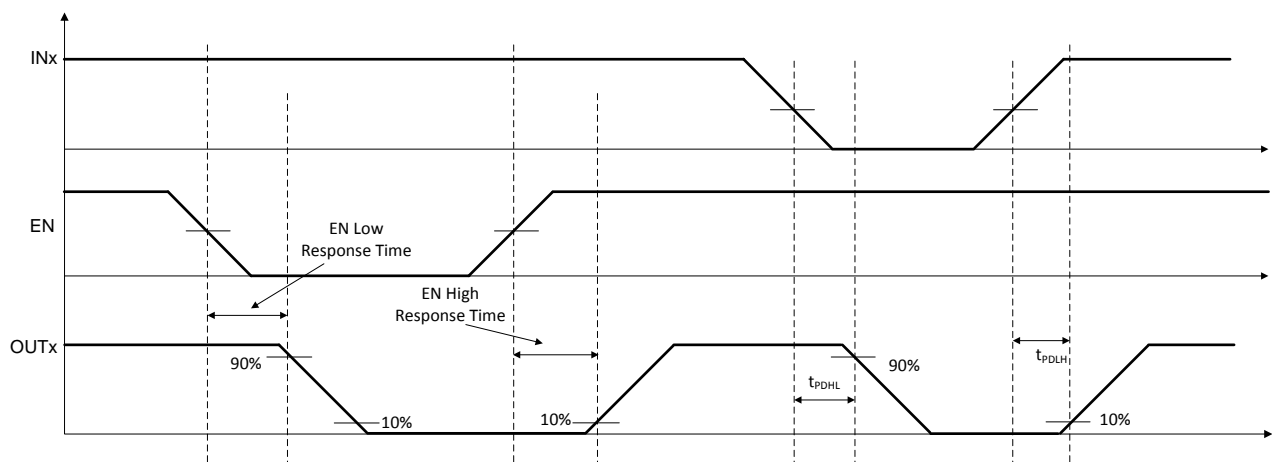 INx
EN
EN Low
Response Time
EN High
Response Time
OUTx
90%
10%
10%
tPDHL
90%
tPDLH
10%